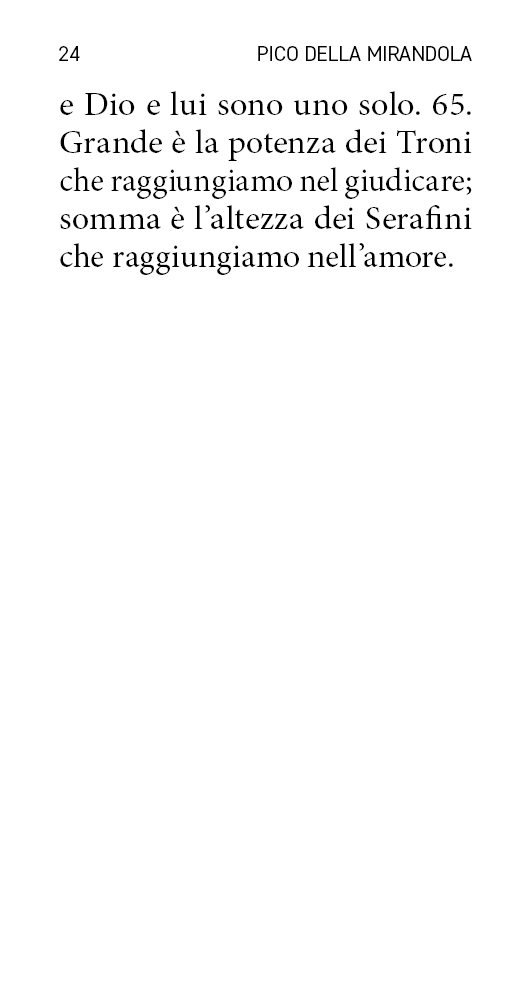 24 PICO DELLA MIRANDOLA
e Dio e lui sono uno solo. 65.
Grande è la potenza dei Troni
che raggiungiamo nel giudicare;
somma è l’altezza dei Serafini
che raggiungiamo nell’amore.